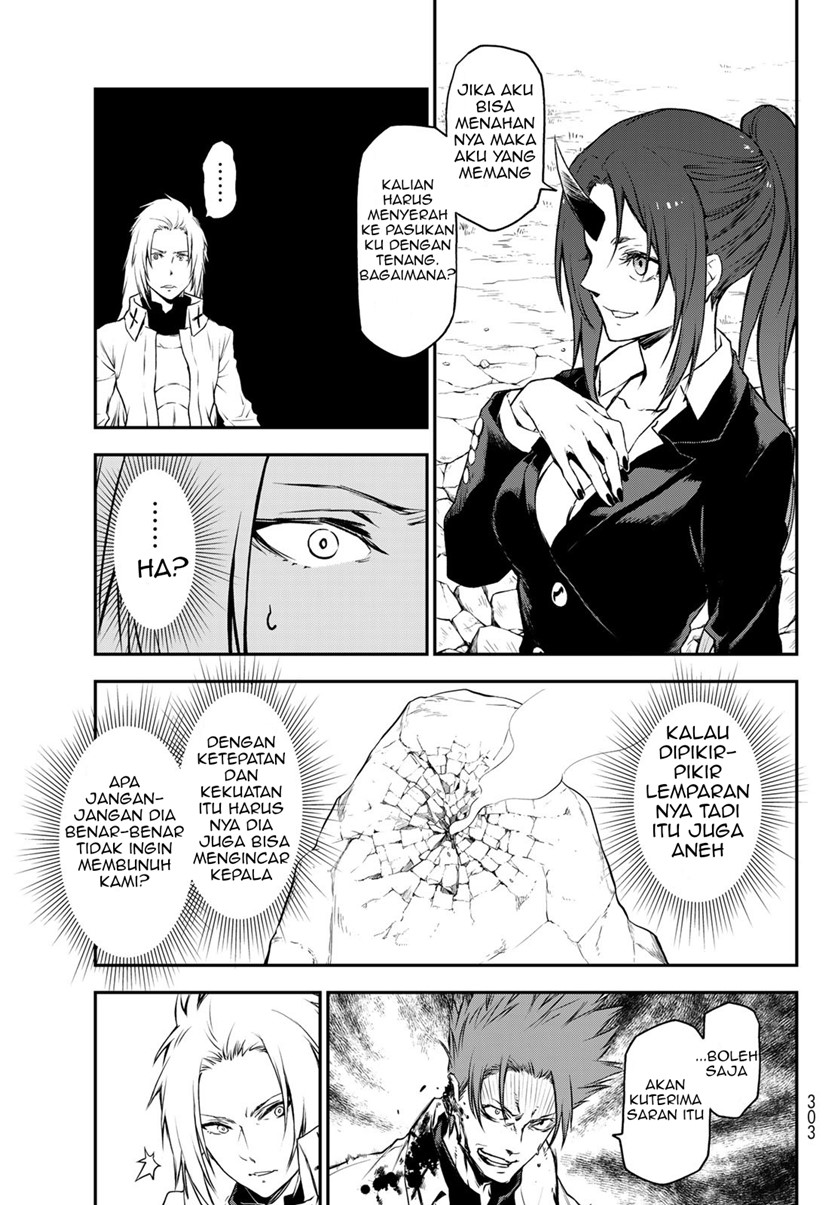 JIKA AKU
BISA
MENAHAN
NYA MAKA
AKU YANG
MEMANG
KALIAN
HARUS
MENYERAH
KE PASUKAN
KU DENGAN
TENANG.
BAGAIMANA?
......
......
HA?
KALAU
DIPIKIR-
PIKIR
LEMPARAN
NYA TADI
ITU JUGA
ANEH
DENGAN
KETEPATAN
DAN
KEKUATAN
ITU HARUS
NYA DIA
JUGA BISA
MENGINCAR
KEPALA
APA
JANGAN-
JANGAN DIA
BENAR-BENAR
TIDAK INGIN
MEMBUNUH
KAMI?
...BOLEH
SAJA
AKAN
KUTERIMA
SARAN ITU
303